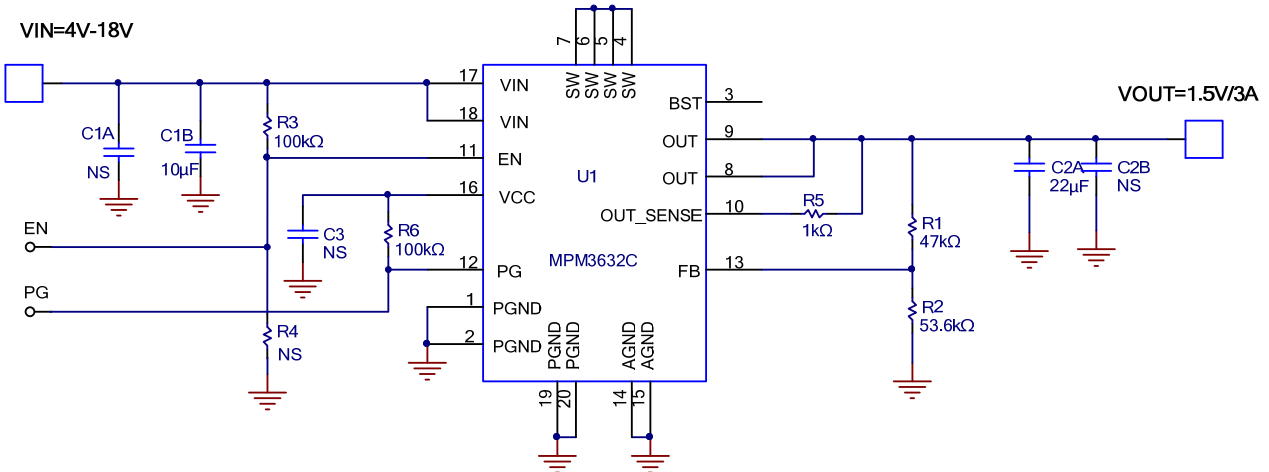 VIN=4V-18V
7
6
5
4
SW
SW
SW
SW
17
VIN
18
VIN
11
EN
16
VCC
12
PG
1
PGND
2
PGND
BST
3
OUT
9
OUT
8
OUT_SENSE
10
FB
13
U1
MPM3632C
PGND
PGND
AGND
AGND
19
20
14
15
C1A
NS
C1B
10µF
R3
100kΩ
C3
NS
R6
100kΩ
EN
PG
R4
NS
R5
1kΩ
R1
47kΩ
R2
53.6kΩ
VOUT=1.5V/3A
C2A
22µF
C2B
NS